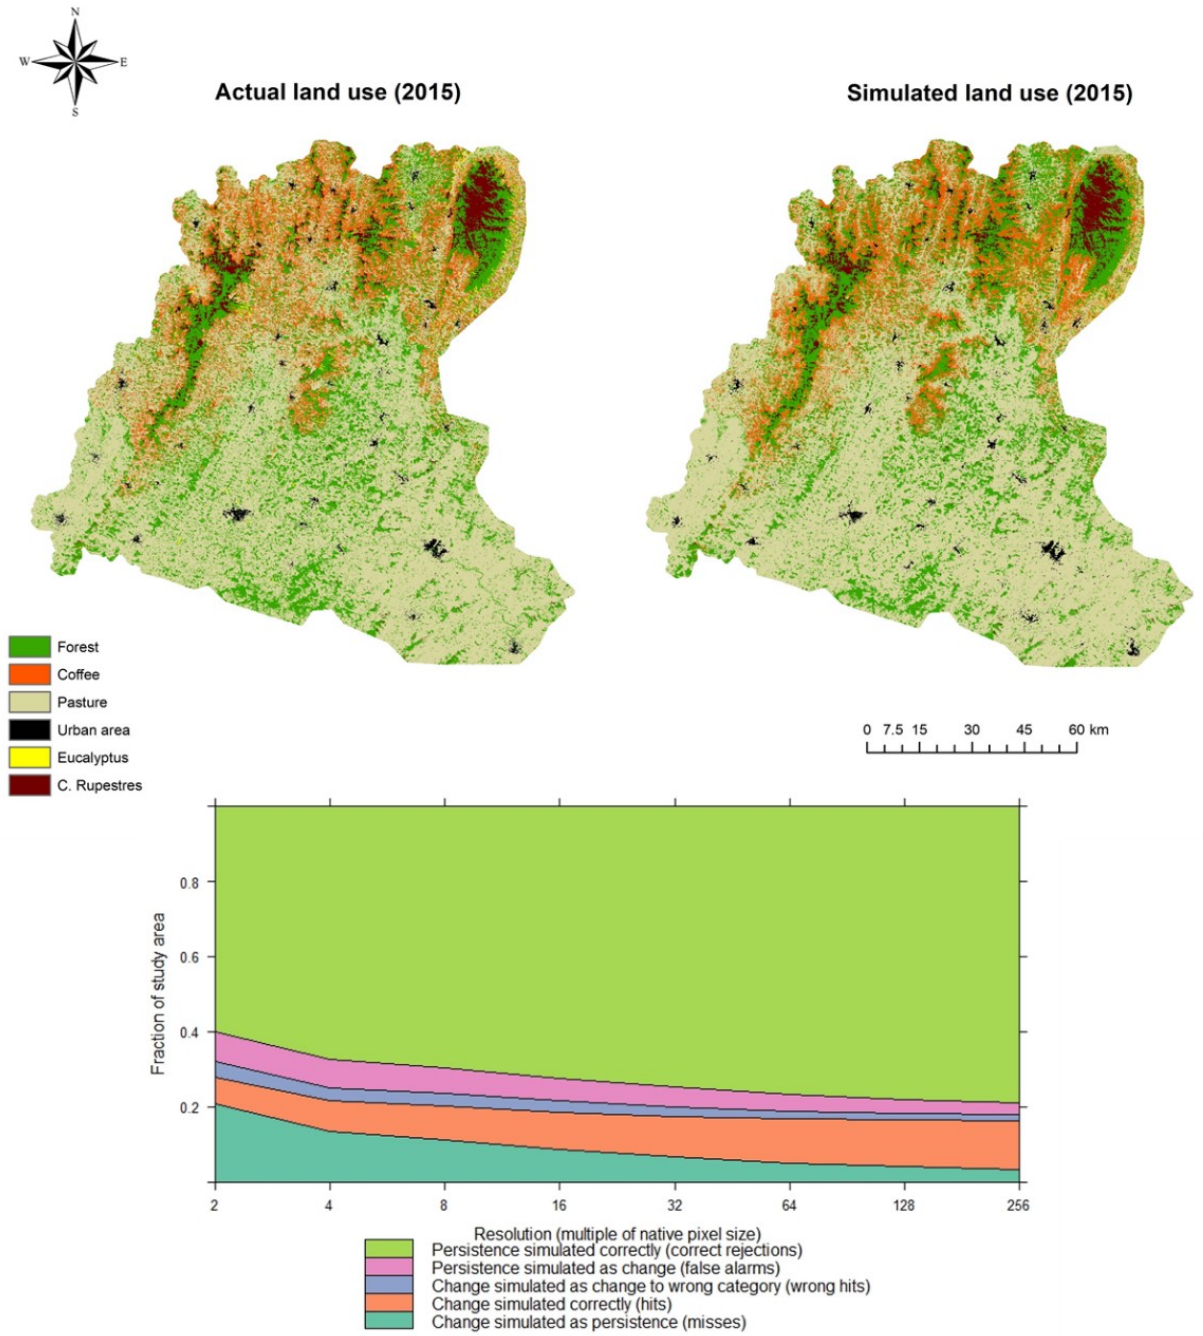 N
W E
S
Actual land use (2015)
Simulated land use (2015)
Forest
Coffee
Pasture
Urban area
Eucalyptus
C. Rupestres
0 7.5 15 30 45 60 km
Fraction of study area
0.8
0.6
0.4
0.2
2 4 8 16 32 64 128 256
Resolution (multiple of native pixel size)
Persistence simulated correctly (correct rejections)
Persistence simulated as change (false alarms)
Change simulated as change to wrong category (wrong hits)
Change simulated correctly (hits)
Change simulated as persistence (misses)